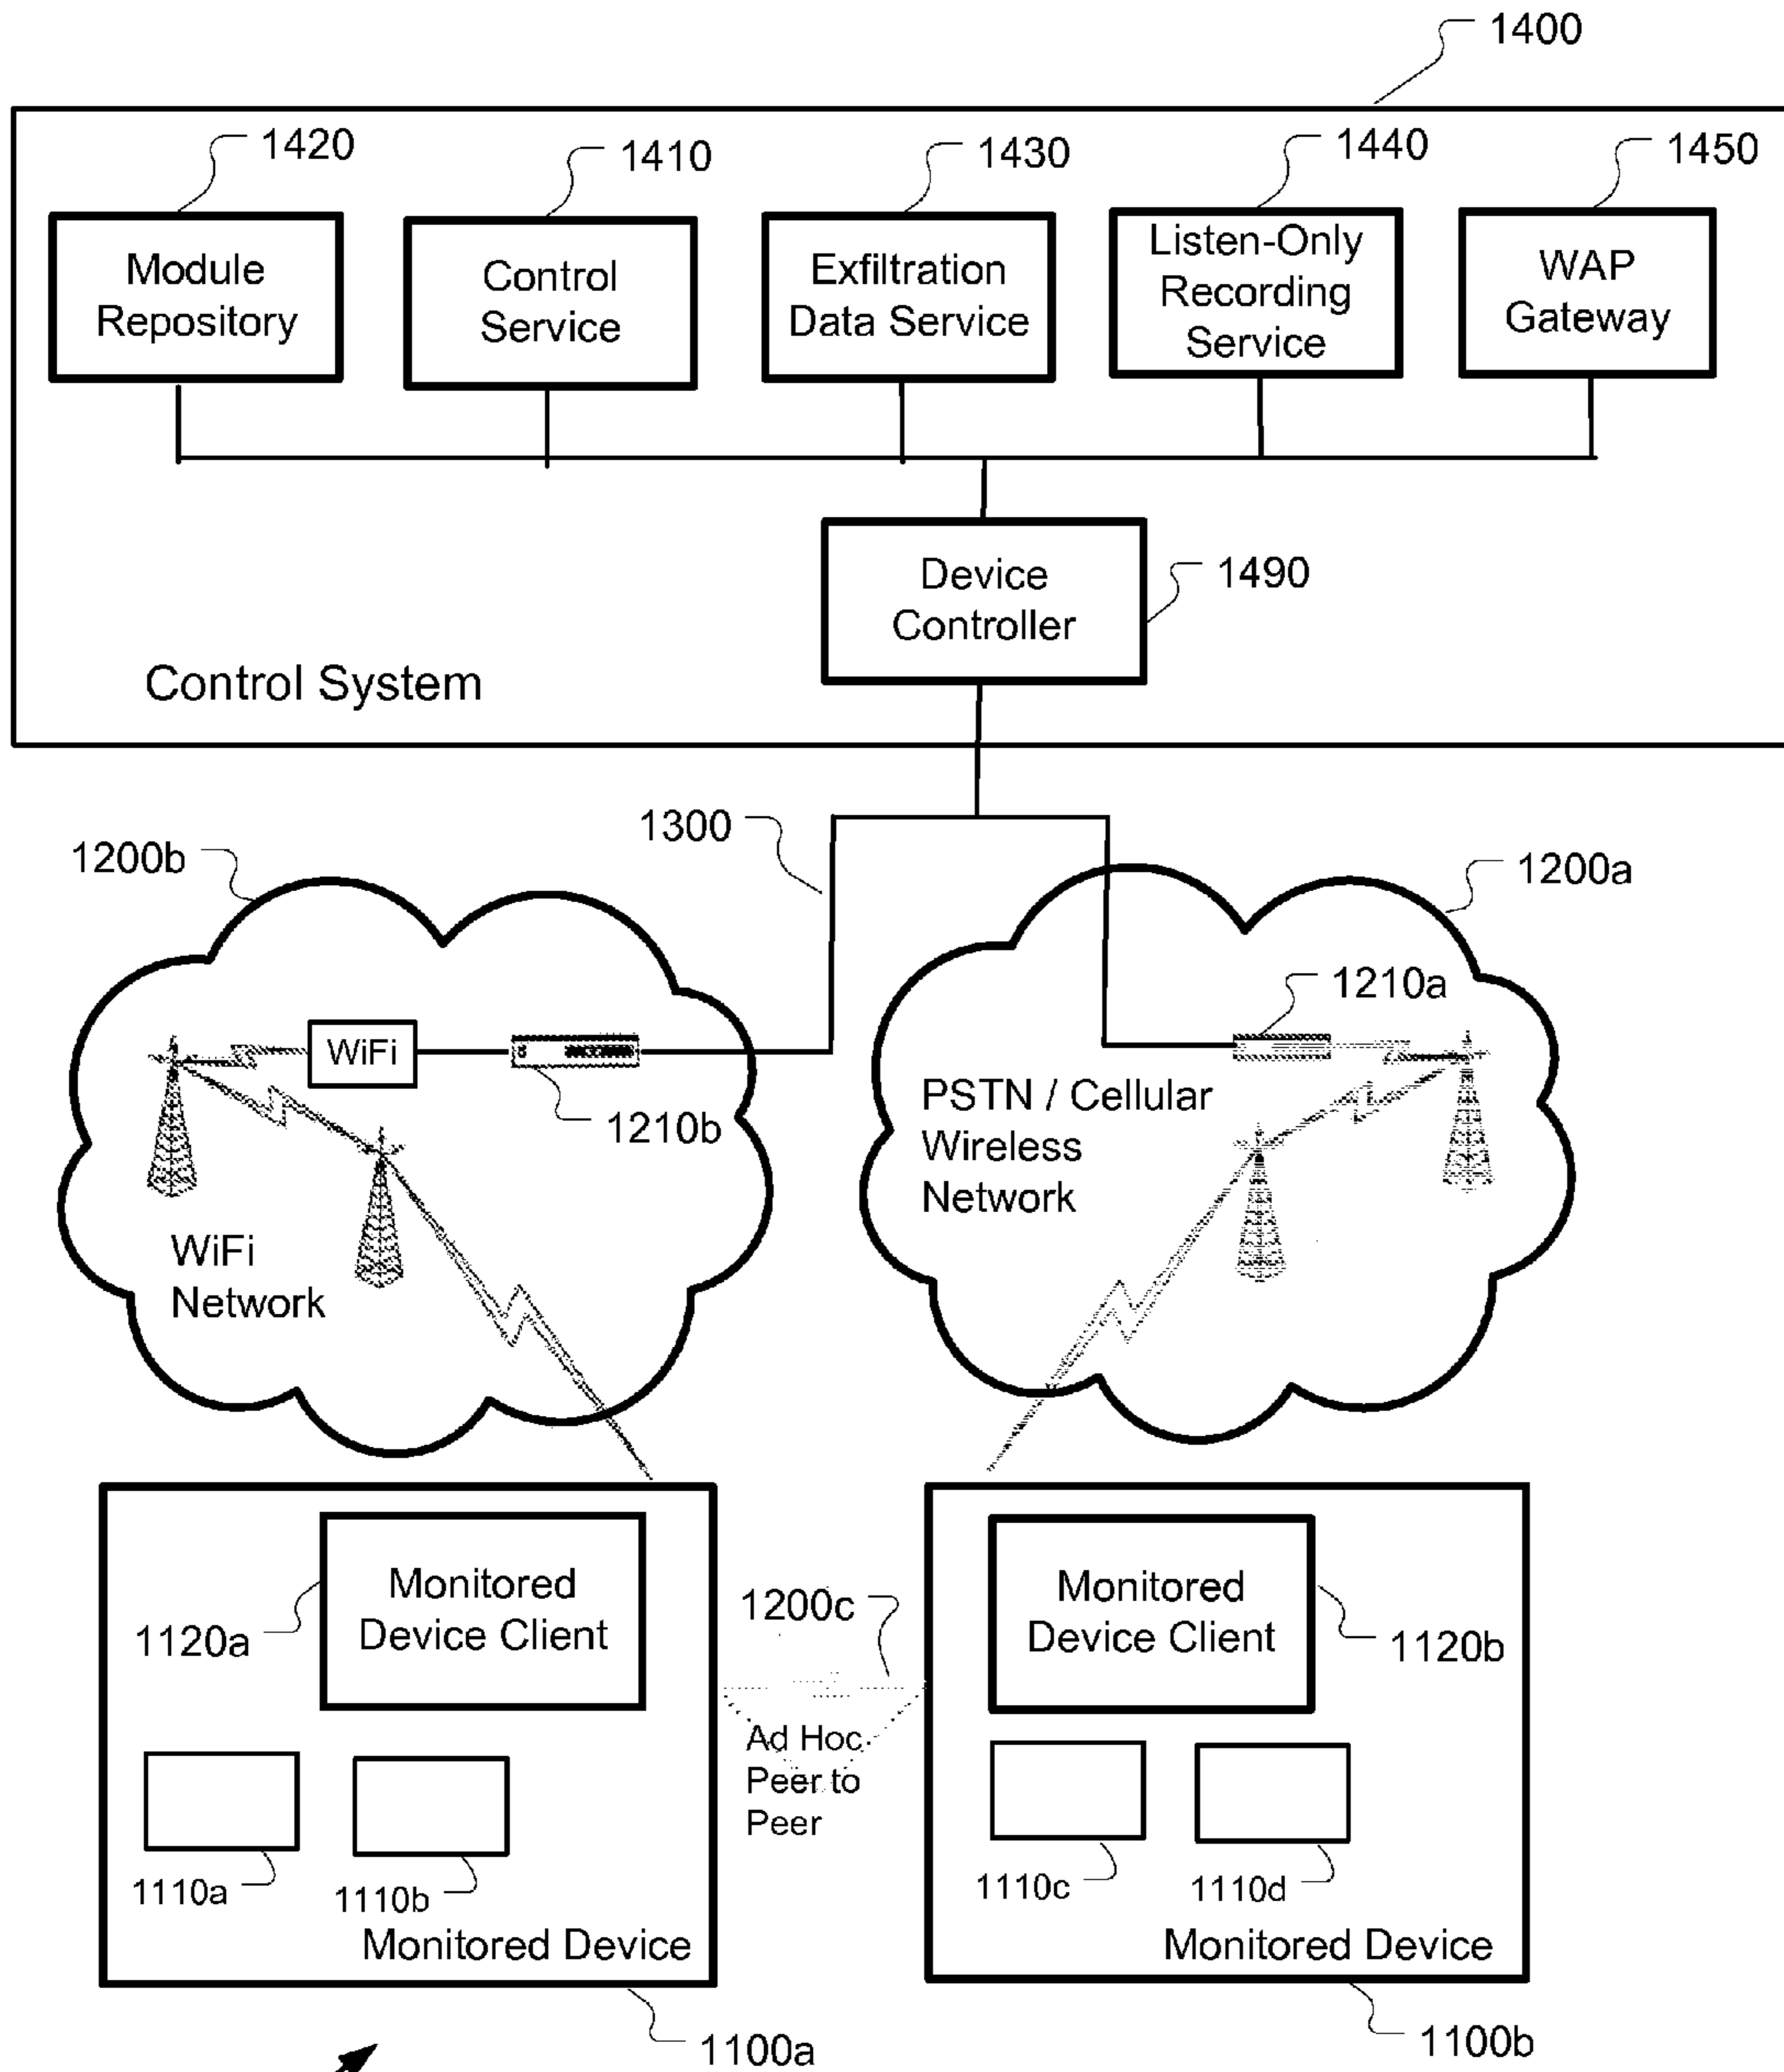 1400
1420
1410
1430
1440
1450
Module
Repository
Control
Service
Exfiltration
Data Service
Listen-Only
Recording
Service
WAP
Gateway
Device
Controller
1490
Control System
1300
1200b
1200a
1210a
WiFi
1210b
PSTN / Cellular
Wireless
Network
WiFi
Network
Monitored
Device Client
1120a
1200c
Monitored
Device Client
1120b
Ad Hoc
Peer to
Peer
1110a
1110b
1110c
1110d
Monitored Device
Monitored Device
1100a
1100b